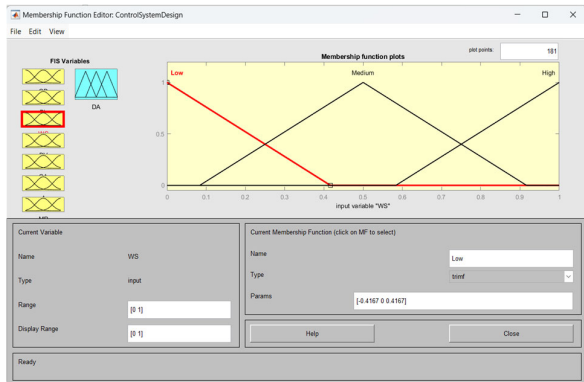 Membership Function Editor: ControlSystemDesign
File Edit View
FIS Variables
DA
plot points: 181
Membership function plots
Low Medium High
1
0.5
0
0 0.1 0.2 0.3 0.4 0.5 0.6 0.7 0.8 0.9 1
input variable "WS"
Current Variable
Name WS
Type input
Range [0 1]
Display Range [0 1]
Current Membership Function (click on MF to select)
Name Low
Type trimf
Params [-0.4167 0 0.4167]
Help Close
Ready